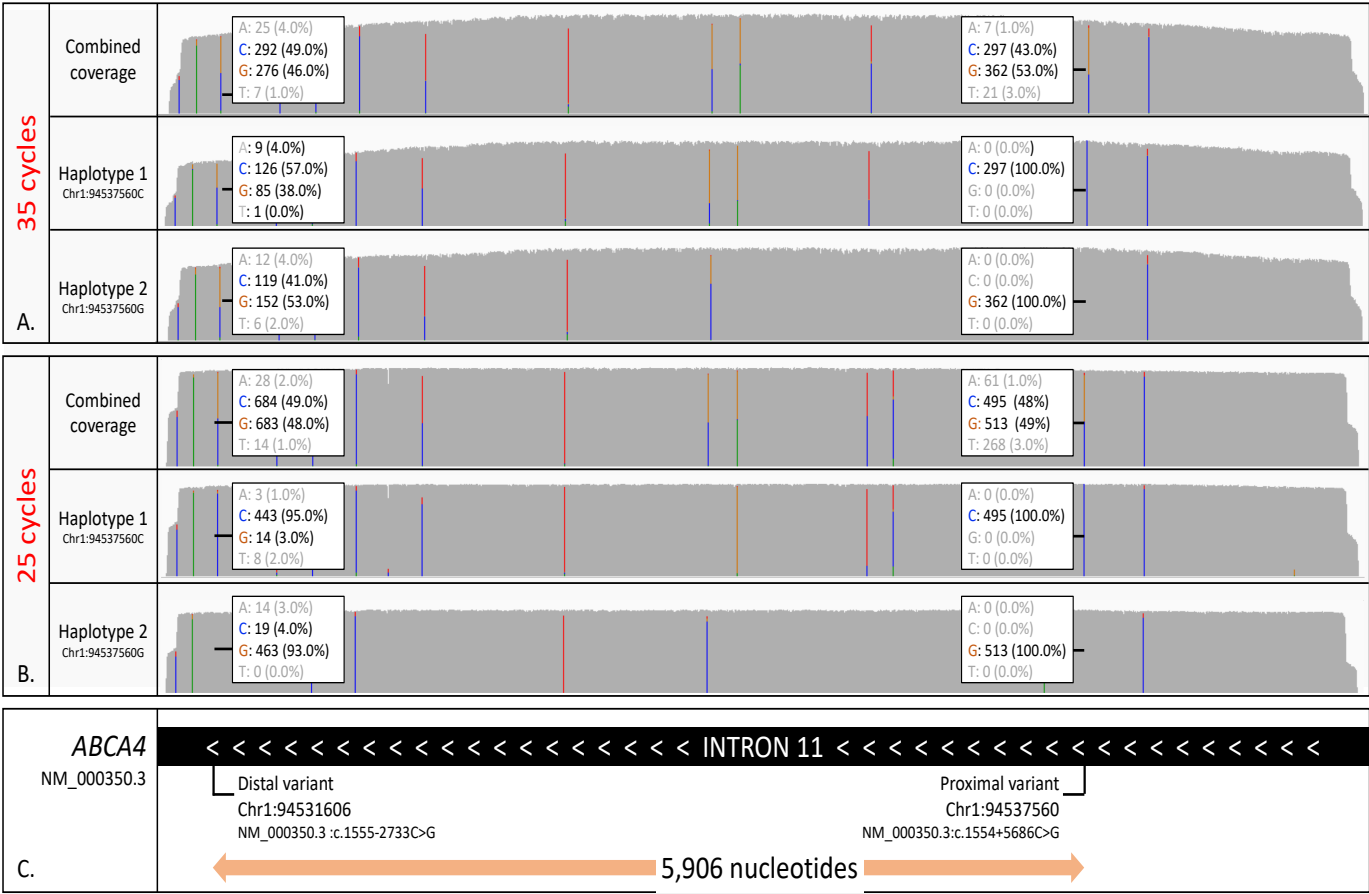 35 cycles
Combined
coverage
A: 25 (4.0%)
C: 292 (49.0%)
G: 276 (46.0%)
T: 7 (1.0%)
A: 7 (1.0%)
C: 297 (43.0%)
G: 362 (53.0%)
T: 21 (3.0%)
Haplotype 1
Chr1:94537560C
A: 9 (4.0%)
C: 126 (57.0%)
G: 85 (38.0%)
T: 1 (0.0%)
A: 0 (0.0%)
C: 297 (100.0%)
G: 0 (0.0%)
T: 0 (0.0%)
Haplotype 2
Chr1:94537560G
A: 12 (4.0%)
C: 119 (41.0%)
G: 152 (53.0%)
T: 6 (2.0%)
A: 0 (0.0%)
C: 0 (0.0%)
G: 362 (100.0%)
T: 0 (0.0%)
A.
25 cycles
Combined
coverage
A: 28 (2.0%)
C: 684 (49.0%)
G: 683 (48.0%)
T: 14 (1.0%)
A: 61 (1.0%)
C: 495 (48%)
G: 513 (49%)
T: 268 (3.0%)
Haplotype 1
Chr1:94537560C
A: 3 (1.0%)
C: 443 (95.0%)
G: 14 (3.0%)
T: 8 (2.0%)
A: 0 (0.0%)
C: 495 (100.0%)
G: 0 (0.0%)
T: 0 (0.0%)
Haplotype 2
Chr1:94537560G
A: 14 (3.0%)
C: 19 (4.0%)
G: 463 (93.0%)
T: 0 (0.0%)
A: 0 (0.0%)
C: 0 (0.0%)
G: 513 (100.0%)
T: 0 (0.0%)
B.
ABCA4
NM_000350.3
< < < < < < < < < < < < < < < < < < < INTRON 11 < < < < < < < < < < < < < < < < < < <
Distal variant
Chr1:94531606
NM_000350.3 :c.1555-2733C>G
Proximal variant
Chr1:94537560
NM_000350.3:c.1554+5686C>G
5,906 nucleotides
C.